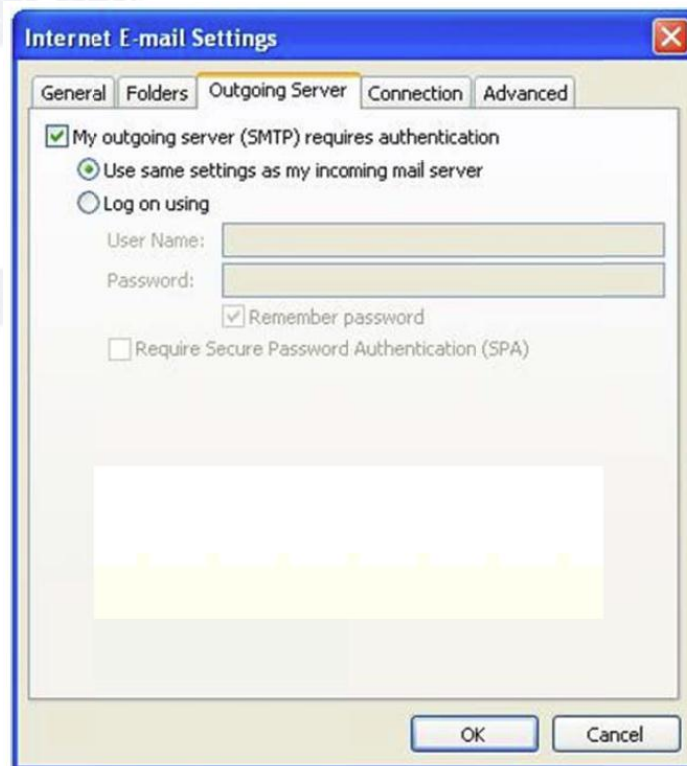 Internet E-mail Settings
General Folders Outgoing Server Connection Advanced
My outgoing server (SMTP) requires authentication
Use same settings as my incoming mail server
Log on using
User Name:
Password:
Remember password
Require Secure Password Authentication (SPA)
OK Cancel